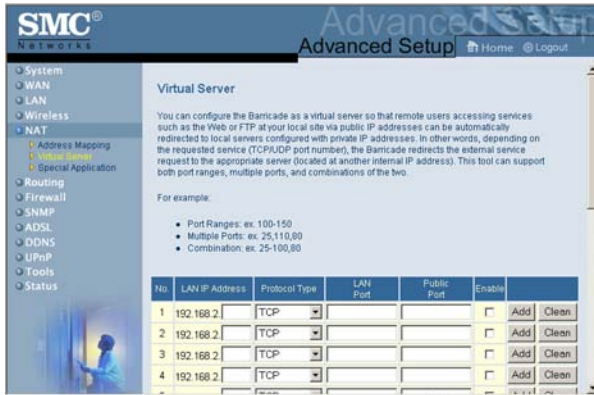 SMC®
Networks
Advanced Setup
Advanced Setup
Home
Logout
System
WAN
LAN
Wireless
NAT
Address Mapping
Virtual Server
Special Application
Routing
Firewall
SNMP
ADSL
DDNS
UPnP
Tools
Status
Virtual Server
You can configure the Barricade as a virtual server so that remote users accessing services
such as the Web or FTP at your local site via public IP addresses can be automatically
redirected to local servers configured with private IP addresses. In other words, depending on
the requested service (TCP/UDP port number), the Barricade redirects the external service
request to the appropriate server (located at another internal IP address). This tool can support
both port ranges, multiple ports, and combinations of the two.
For example:
• Port Ranges: ex. 100-150
• Multiple Ports: ex. 25,110,80
• Combination: ex. 25-100,80
No. LAN IP Address Protocol Type LAN Port Public Port Enable
1 192.168.2. TCP Add Clean
2 192.168.2. TCP Add Clean
3 192.168.2. TCP Add Clean
4 192.168.2. TCP Add Clean